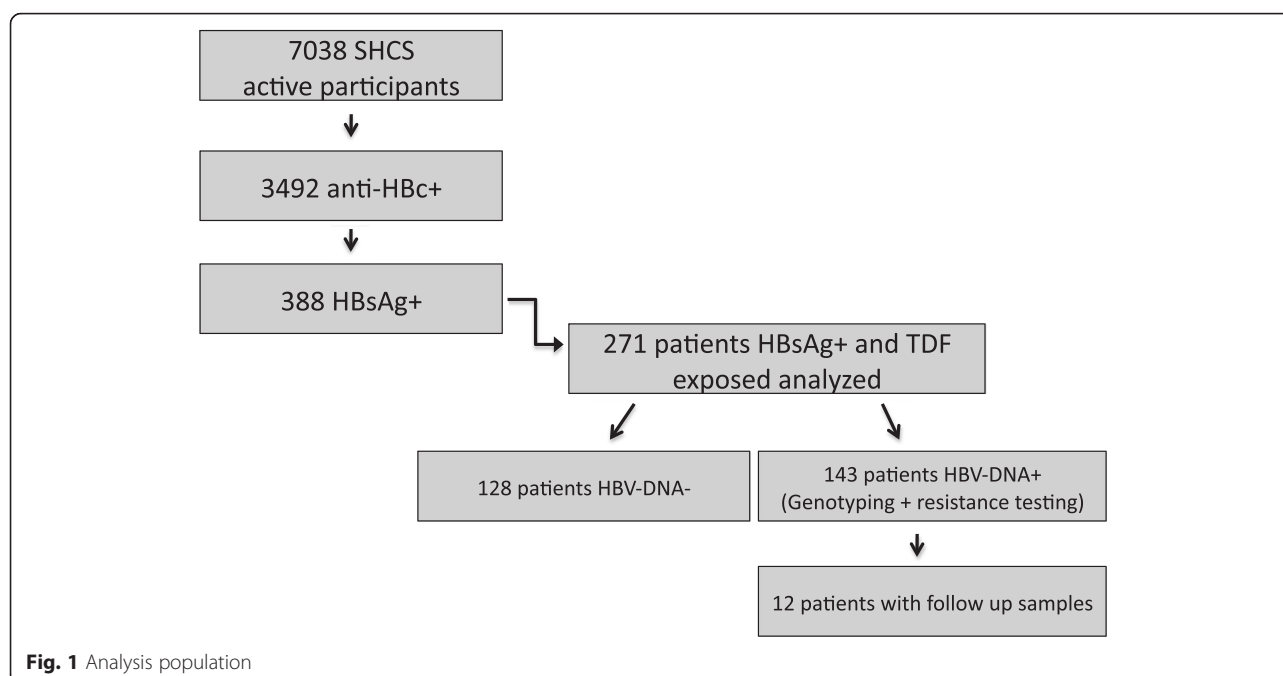 7038 SHCS
active participants
3492 anti-HBc+
388 HBsAg+
271 patients HBsAg+ and TDF
exposed analyzed
128 patients HBV-DNA-
143 patients HBV-DNA+
(Genotyping + resistance testing)
12 patients with follow up samples
Fig. 1 Analysis population